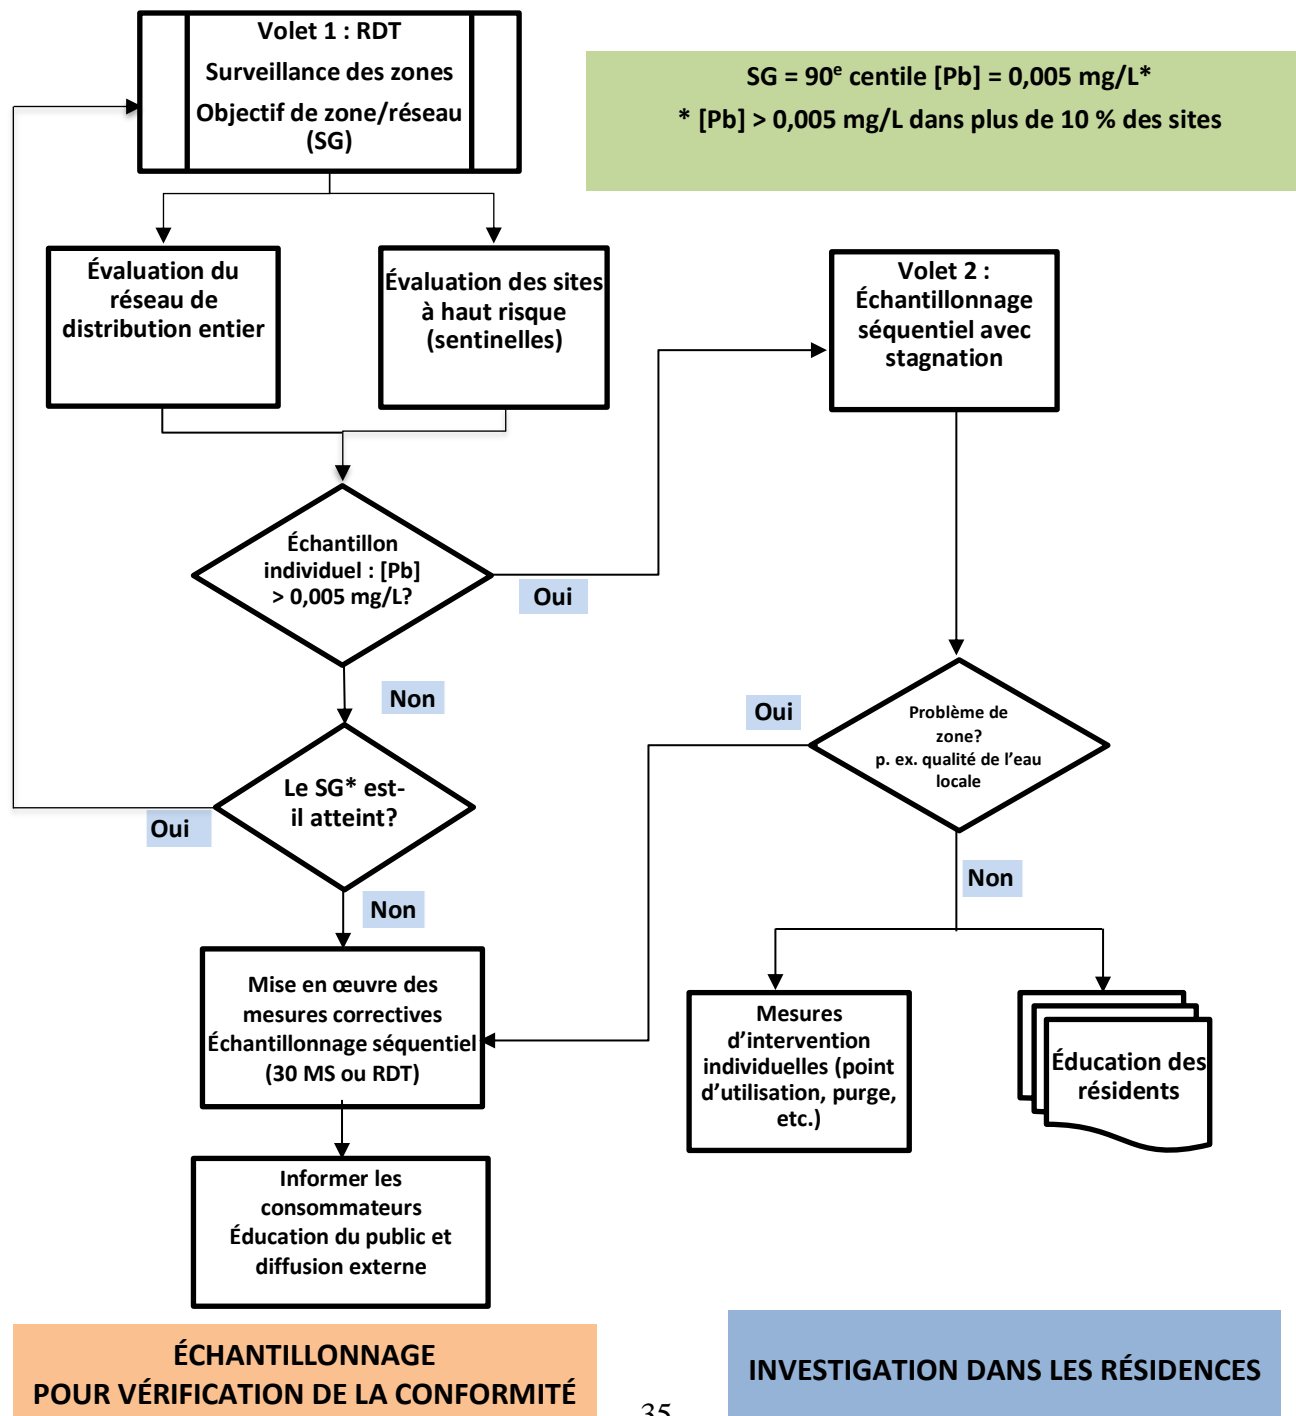 Volet 1 : RDT
Surveillance des zones
Objectif de zone/réseau
(SG)
SG = 90e centile [Pb] = 0,005 mg/L*
* [Pb] > 0,005 mg/L dans plus de 10 % des sites
Évaluation du
réseau de
distribution entier
Évaluation des sites
à haut risque
(sentinelles)
Volet 2 :
Échantillonnage
séquentiel avec
stagnation
Échantillon
individuel : [Pb]
> 0,005 mg/L?
Oui
Non
Oui
Problème de
zone?
p. ex. qualité de l'eau
locale
Le SG* est-
il atteint?
Oui
Non
Non
Mise en œuvre des
mesures correctives
Échantillonnage séquentiel
(30 MS ou RDT)
Mesures
d'intervention
individuelles (point
d'utilisation, purge,
etc.)
Éducation des
résidents
Informer les
consommateurs
Éducation du public et
diffusion externe
ÉCHANTILLONNAGE
POUR VÉRIFICATION DE LA CONFORMITÉ
INVESTIGATION DANS LES RÉSIDENCES
35